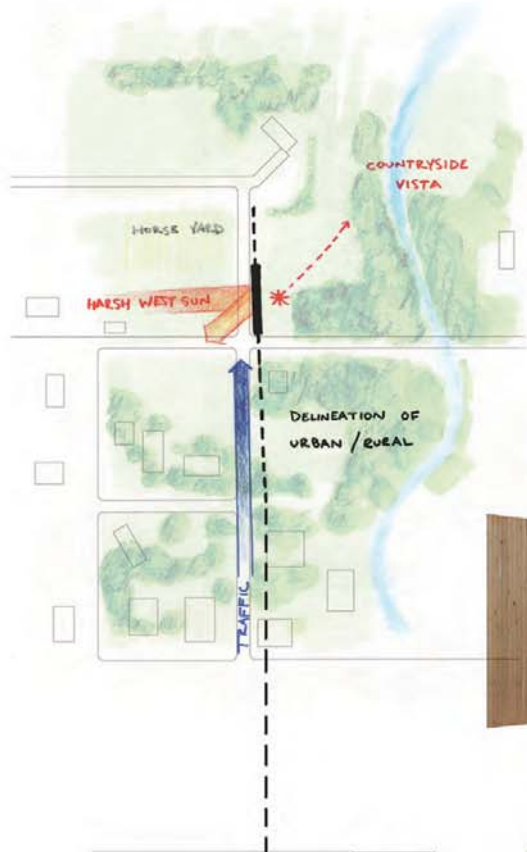 COUNTRYSIDE
VISTA
HORSE YARD
HARSH WEST SUN
DELINEATION OF
URBAN / RURAL
TRAFFIC